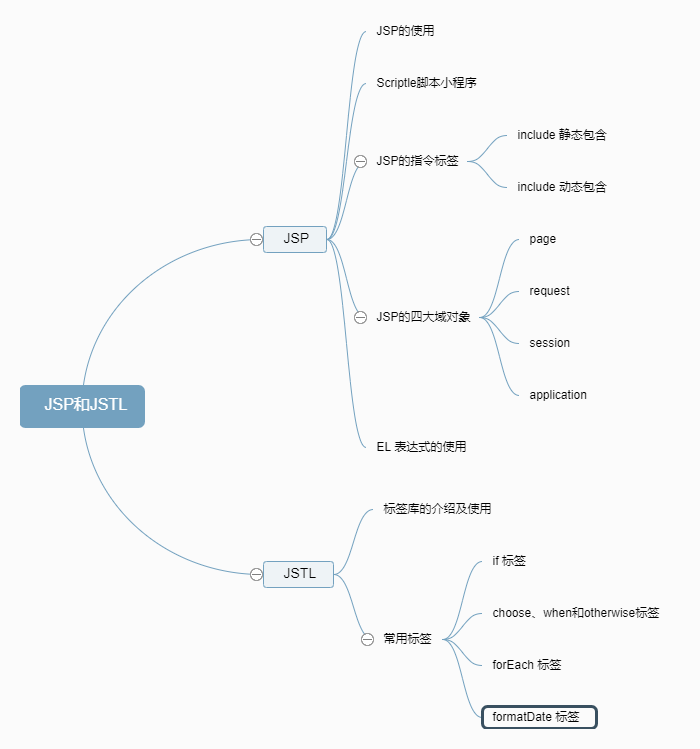 JSP和JSTL
JSP
JSP的使用
Scriptle脚本小程序
JSP的指令标签
include 静态包含
include 动态包含
JSP的四大域对象
page
request
session
application
EL 表达式的使用
JSTL
标签库的介绍及使用
常用标签
if 标签
choose、when和otherwise标签
forEach 标签
formatDate 标签